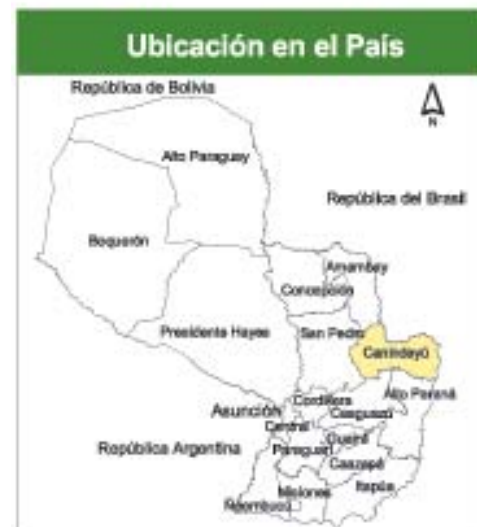 Ubicación en el País
República de Bolivia
N
Alto Paraguay
República del Brasil
Boquerón
Amambay
Concepción
Presidente Hayes
San Pedro
Canindeyú
Alto Paraná
Cordillera
Asunción
Caaguazú
Central
Guairá
República Argentina
Paraguarí
Caazapá
Itapúa
Misiones
Ñeembucú